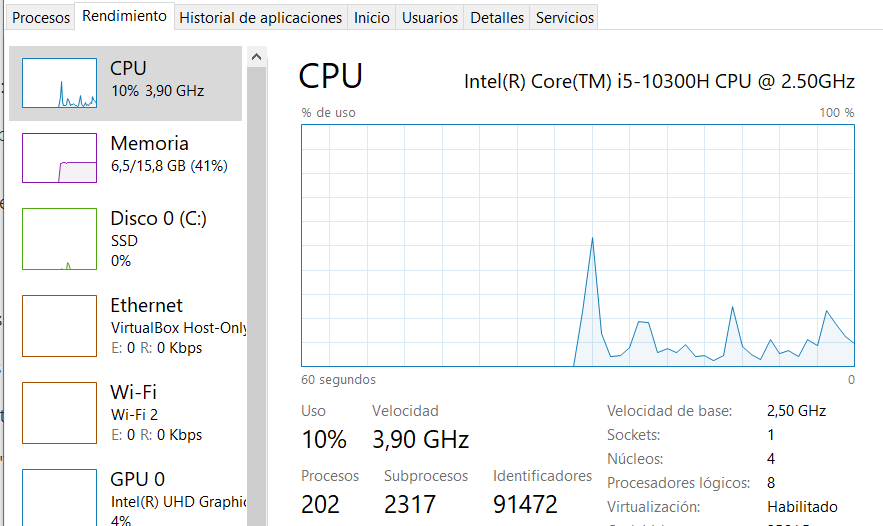 Procesos Rendimiento Historial de aplicaciones Inicio Usuarios Detalles Servicios
CPU
10% 3,90 GHz
Memoria
6,5/15,8 GB (41%)
Disco 0 (C:)
SSD
0%
Ethernet
VirtualBox Host-Only
E: 0 R: 0 Kbps
Wi-Fi
Wi-Fi 2
E: 0 R: 0 Kbps
GPU 0
Intel(R) UHD Graphic
4%
CPU Intel(R) Core(TM) i5-10300H CPU @ 2.50GHz
% de uso 100 %
60 segundos 0
Uso Velocidad
10% 3,90 GHz
Procesos Subprocesos Identificadores
202 2317 91472
Velocidad de base: 2,50 GHz
Sockets: 1
Núcleos: 4
Procesadores lógicos: 8
Virtualización: Habilitado